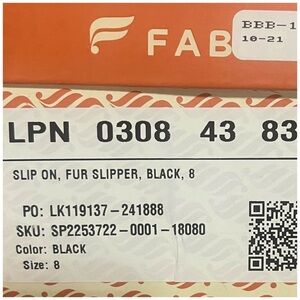 BBB-1
10-21
FAB
LPN 0308 43 83
SLIP ON, FUR SLIPPER, BLACK, 8
PO: LK119137-241888
SKU: SP2253722-0001-18080
Color: BLACK
Size: 8